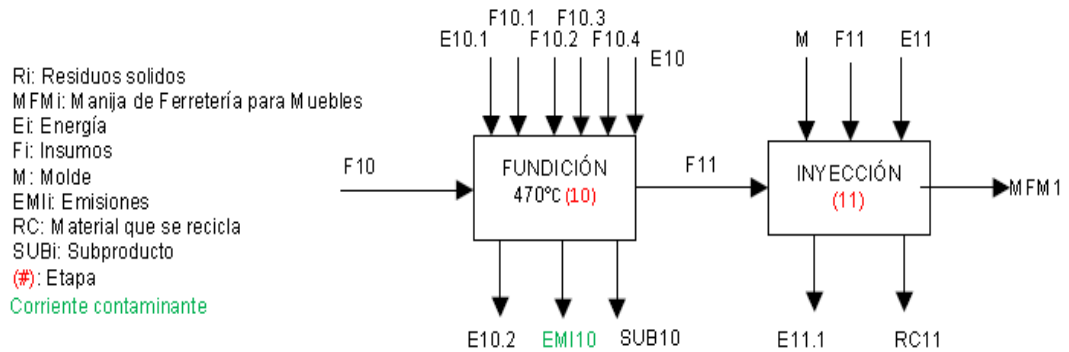 Ri: Residuos solidos
MFMi: Manija de Ferretería para Muebles
Ei: Energía
Fi: Insumos
M: Molde
EMIi: Emisiones
RC: Material que se recicla
SUBi: Subproducto
(#): Etapa
Corriente contaminante
F10
E10.1
F10.1
F10.2
F10.3
F10.4
E10
FUNDICIÓN
470ºC (10)
E10.2
EMI10
SUB10
F11
M
F11
E11
INYECCIÓN
(11)
MFM1
E11.1
RC11